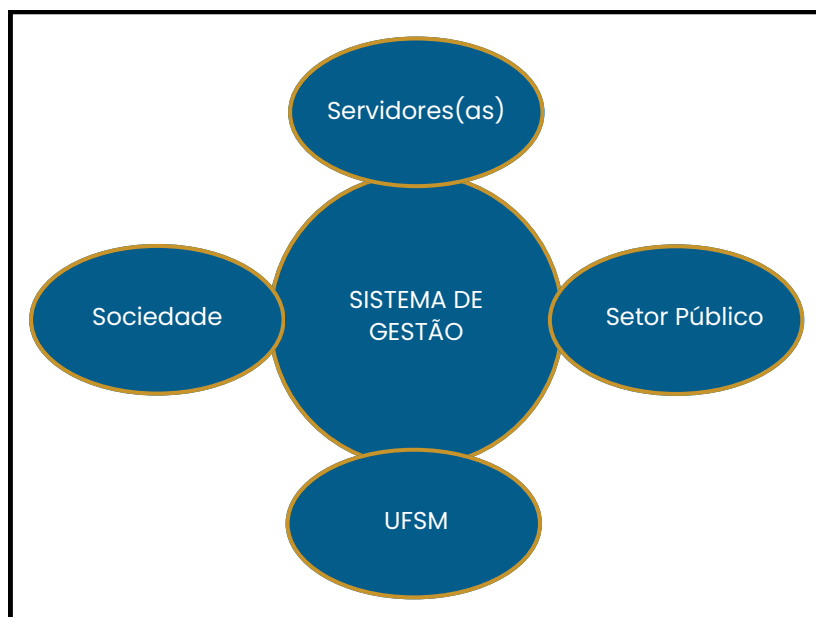 Servidores(as)
Sociedade
SISTEMA DE
GESTÃO
Setor Público
UFSM